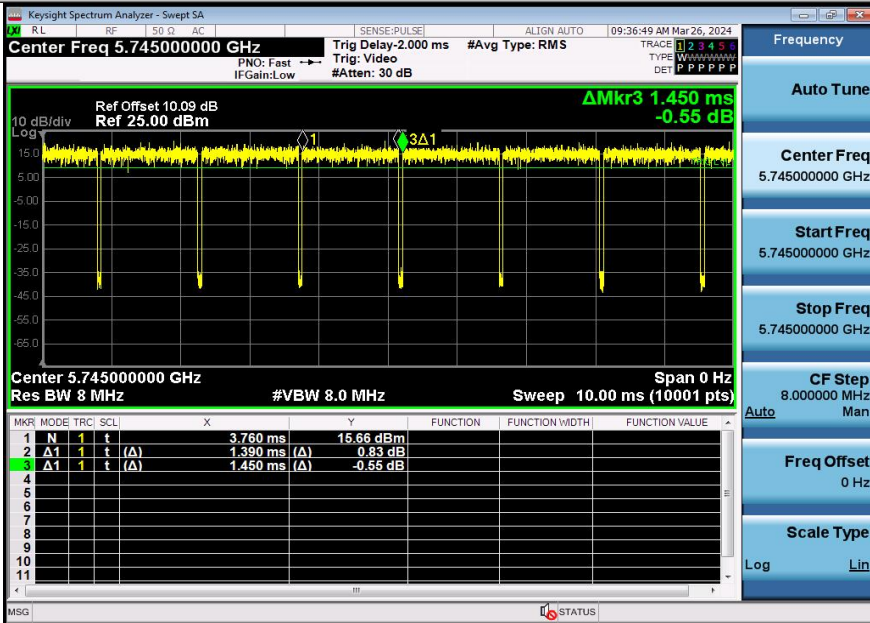 Keysight Spectrum Analyzer - Swept SA
LXI RL RF 50 Ω AC SENSE:PULSE ALIGN AUTO 09:36:49 AM Mar 26, 2024
Center Freq 5.745000000 GHz
PNO: Fast
IFGain:Low
Trig Delay-2.000 ms
Trig: Video
#Atten: 30 dB
#Avg Type: RMS
TRACE 1 2 3 4 5 6
TYPE WWWWWW
DET P P P P P P
Frequency
Ref Offset 10.09 dB
10 dB/div Ref 25.00 dBm
Log
ΔMkr3 1.450 ms
-0.55 dB
1
3Δ1
15.0
5.00
-5.00
-15.0
-25.0
-35.0
-45.0
-55.0
-65.0
Center 5.745000000 GHz Span 0 Hz
Res BW 8 MHz #VBW 8.0 MHz Sweep 10.00 ms (10001 pts)
MKR MODE TRC SCL X Y FUNCTION FUNCTION WIDTH FUNCTION VALUE
1 N 1 t 3.760 ms 15.66 dBm
2 Δ1 1 t (Δ) 1.390 ms (Δ) 0.83 dB
3 Δ1 1 t (Δ) 1.450 ms (Δ) -0.55 dB
4
5
6
7
8
9
10
11
MSG STATUS
Auto Tune
Center Freq
5.745000000 GHz
Start Freq
5.745000000 GHz
Stop Freq
5.745000000 GHz
CF Step
8.000000 MHz
Auto Man
Freq Offset
0 Hz
Scale Type
Log Lin